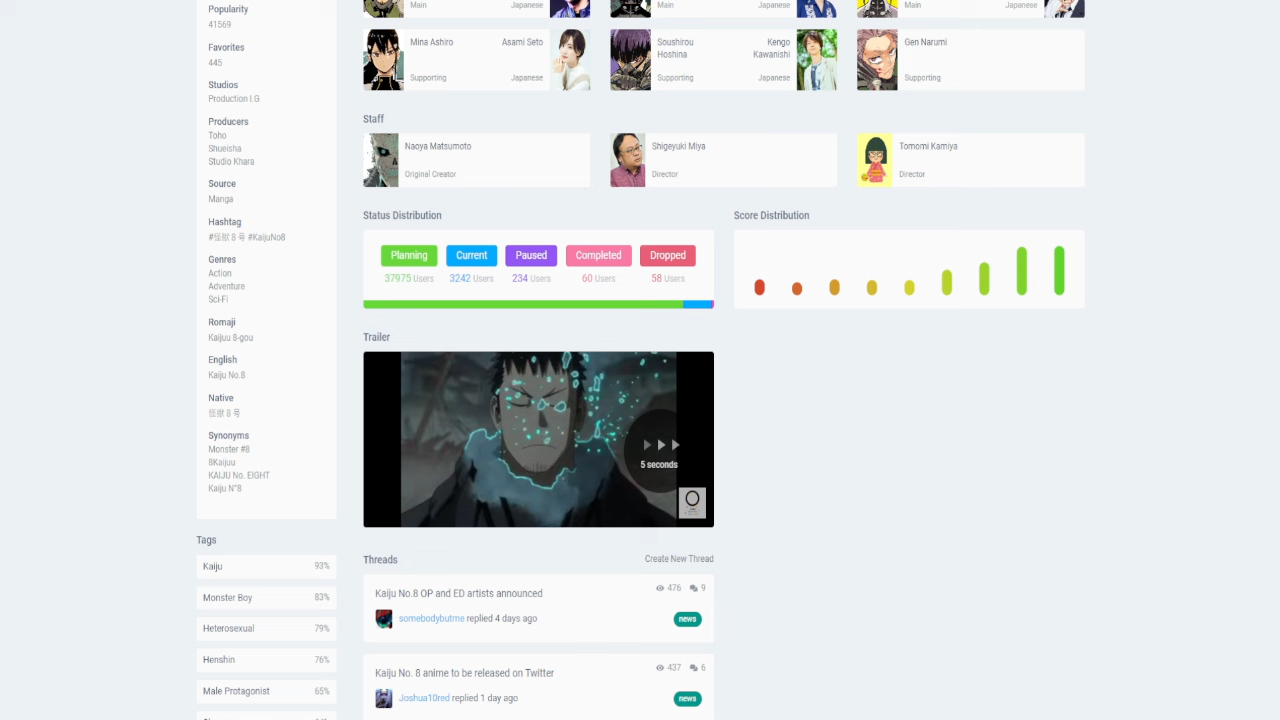 Popularity
41569
Favorites
445
Studios
Production I.G
Producers
Toho
Shueisha
Studio Khara
Source
Manga
Hashtag
#怪獣８号 #KaijuNo8
Genres
Action
Adventure
Sci-Fi
Romaji
Kaijuu 8-gou
English
Kaiju No.8
Native
怪獣８号
Synonyms
Monster #8
8Kaijuu
KAIJU No. EIGHT
Kaiju N°8
Tags
Kaiju 93%
Monster Boy 83%
Heterosexual 79%
Henshin 76%
Male Protagonist 65%
Main Japanese
Main Japanese
Main Japanese
Mina Ashiro Asami Seto
Supporting Japanese
Soushirou Kengo
Hoshina Kawanishi
Supporting Japanese
Gen Narumi
Supporting
Staff
Naoya Matsumoto
Original Creator
Shigeyuki Miya
Director
Tomomi Kamiya
Director
Status Distribution
Planning Current Paused Completed Dropped
37975 Users 3242 Users 234 Users 60 Users 58 Users
Score Distribution
Trailer
5 seconds
Threads Create New Thread
Kaiju No.8 OP and ED artists announced 476 9
somebodybutme replied 4 days ago news
Kaiju No. 8 anime to be released on Twitter 437 6
Joshua10red replied 1 day ago news